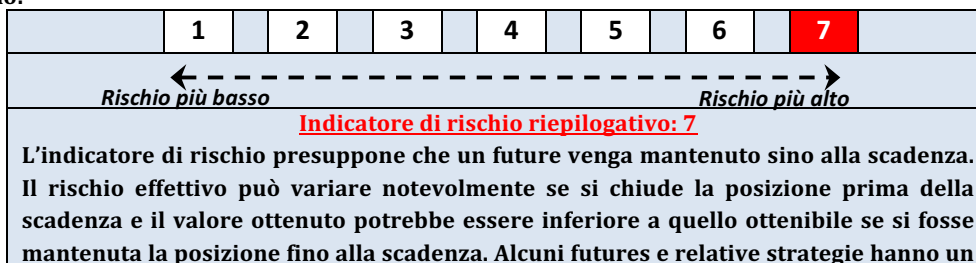 1 2 3 4 5 6 7
Rischio più basso Rischio più alto
Indicatore di rischio riepilogativo: 7
L’indicatore di rischio presuppone che un future venga mantenuto sino alla scadenza.
Il rischio effettivo può variare notevolmente se si chiude la posizione prima della
scadenza e il valore ottenuto potrebbe essere inferiore a quello ottenibile se si fosse
mantenuta la posizione fino alla scadenza. Alcuni futures e relative strategie hanno un